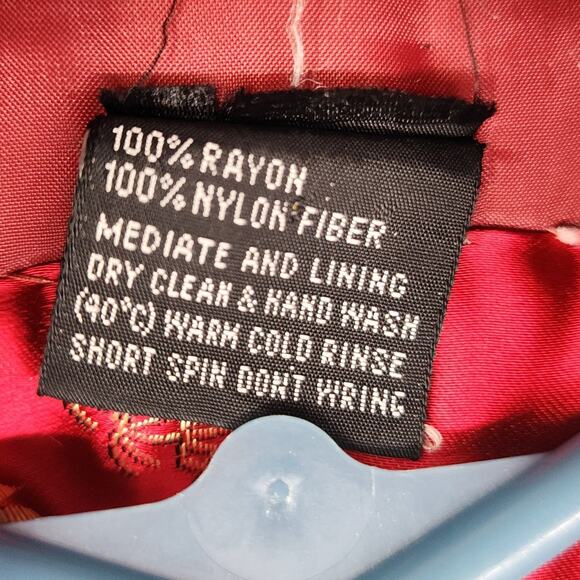 100% RAYON
100% NYLON FIBER
MEDIATE AND LINING
DRY CLEAN & HAND WASH
(40°C) WARM COLD RINSE
SHORT SPIN DON'T WRING